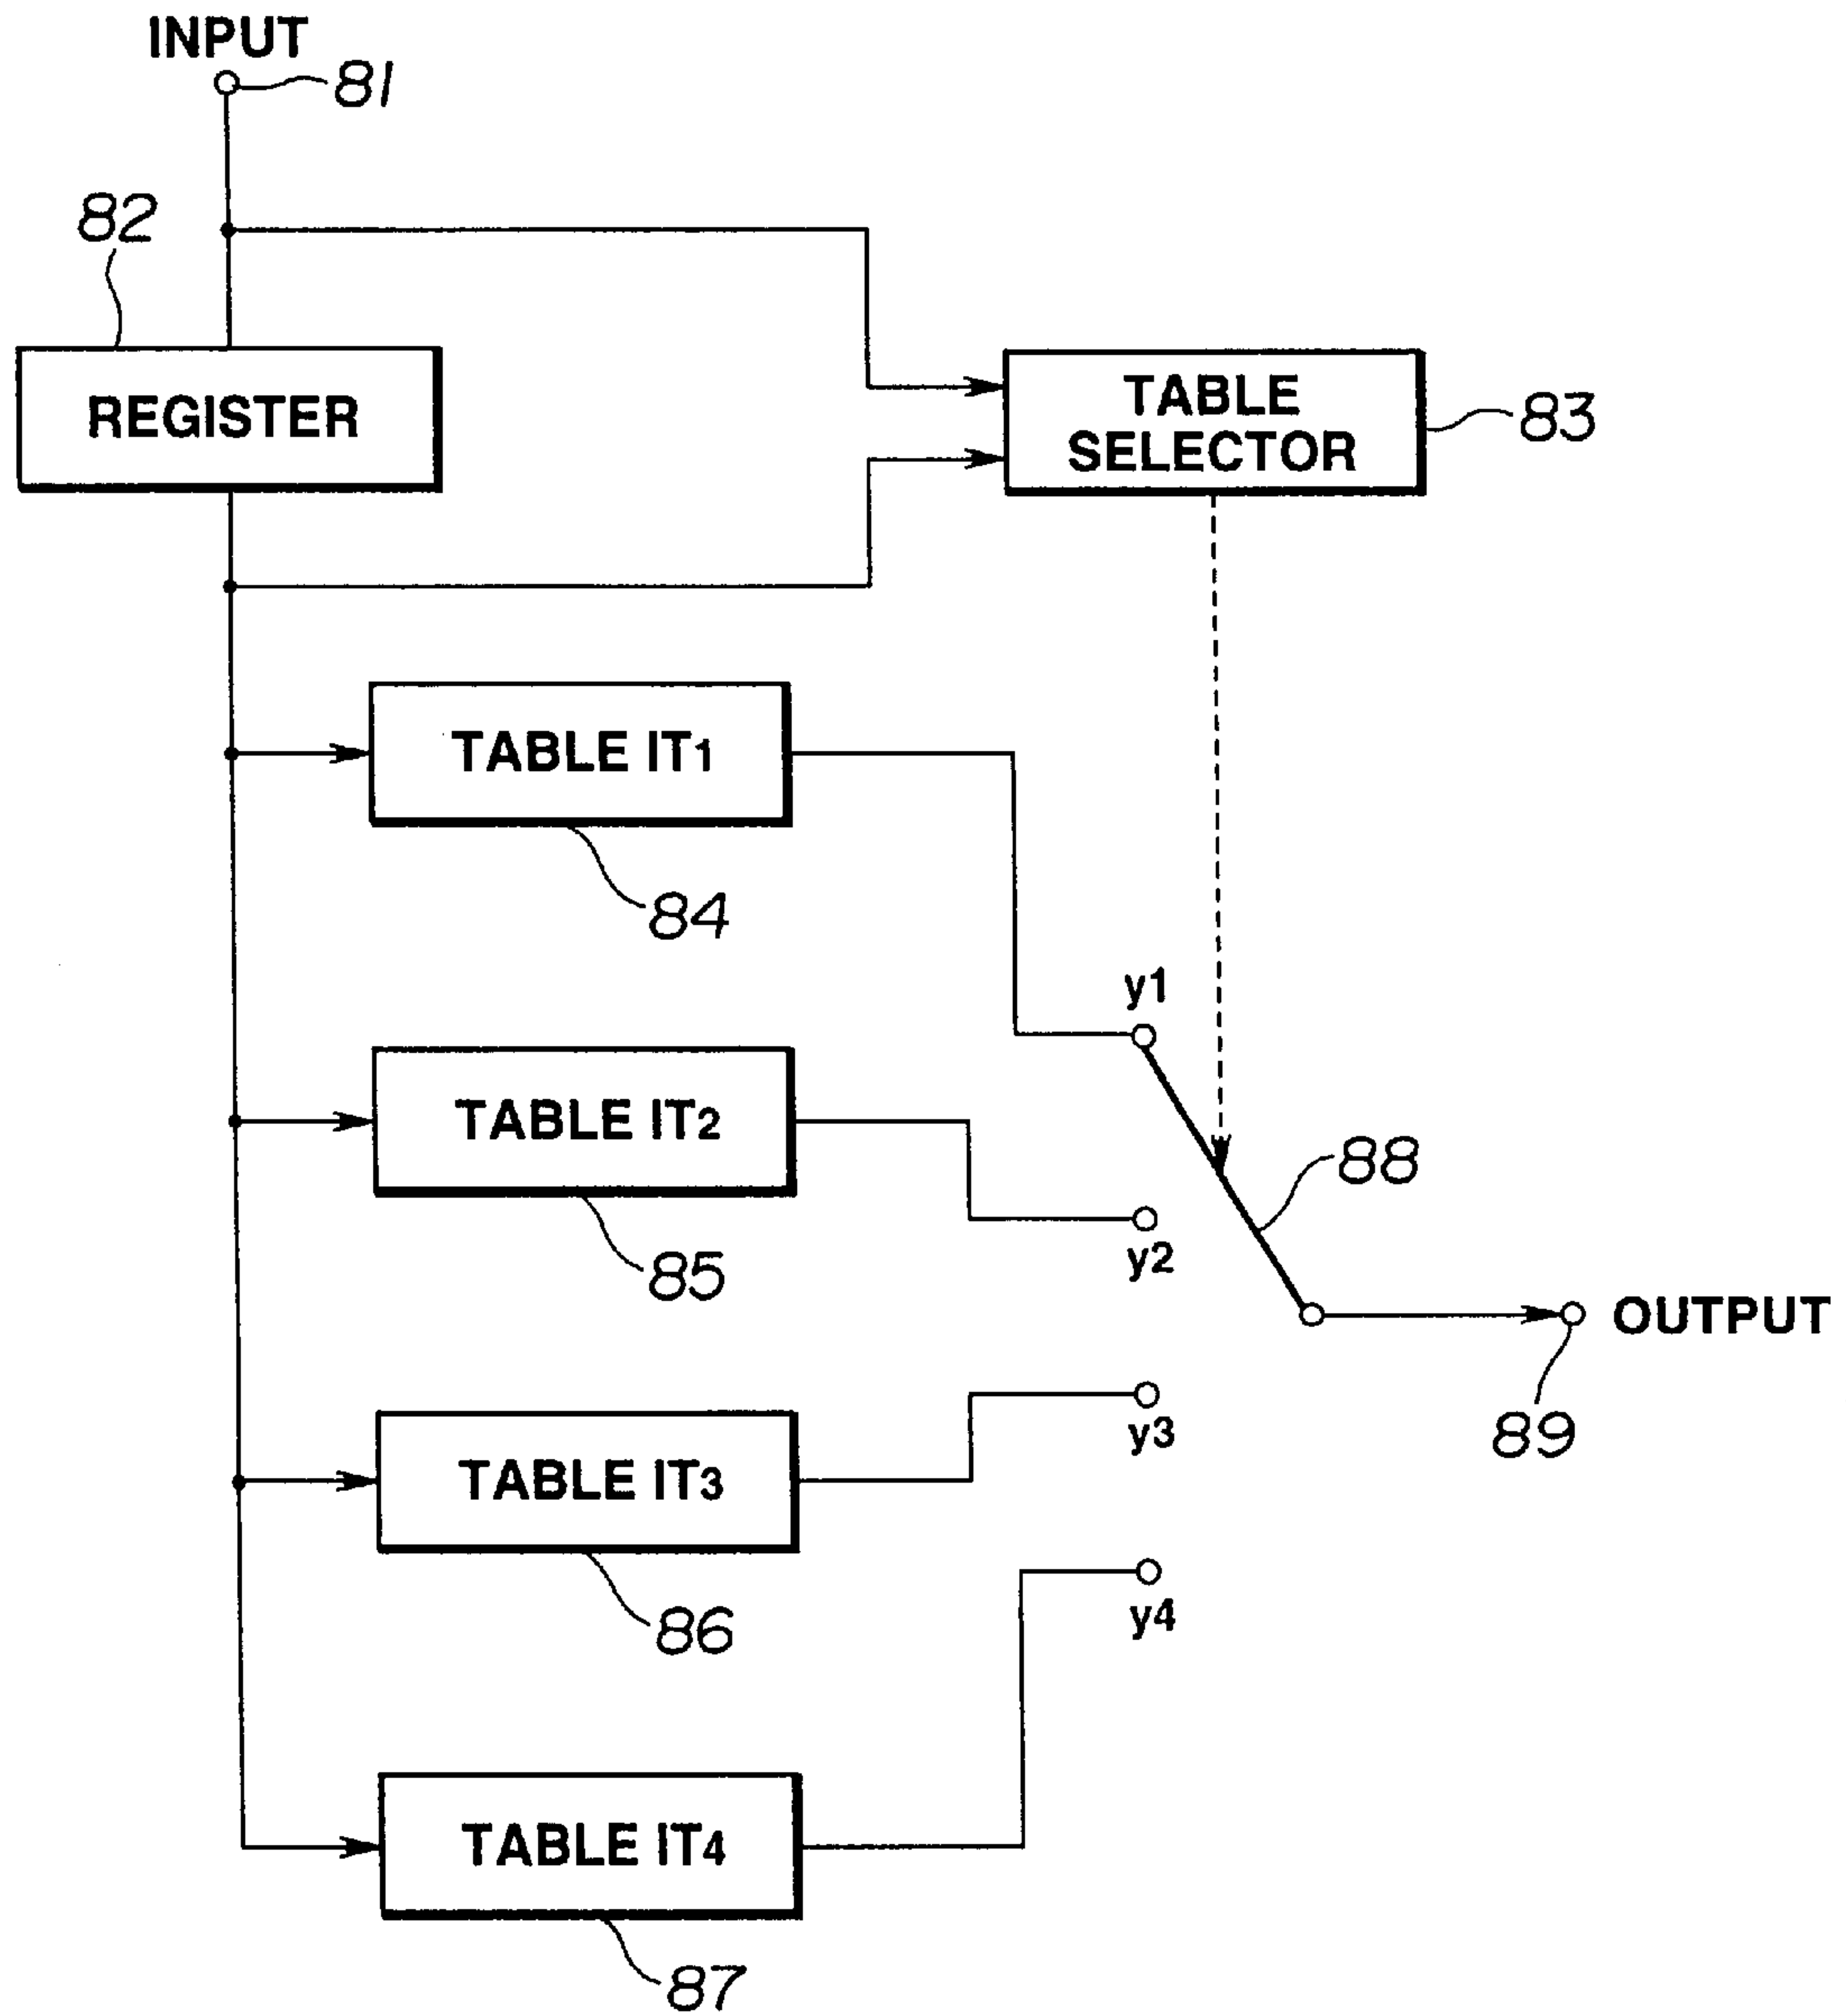 INPUT
81
82
REGISTER
TABLE
SELECTOR
83
TABLE IT1
84
y1
TABLE IT2
88
85
y2
OUTPUT
TABLE IT3
y3
89
86
y4
TABLE IT4
87